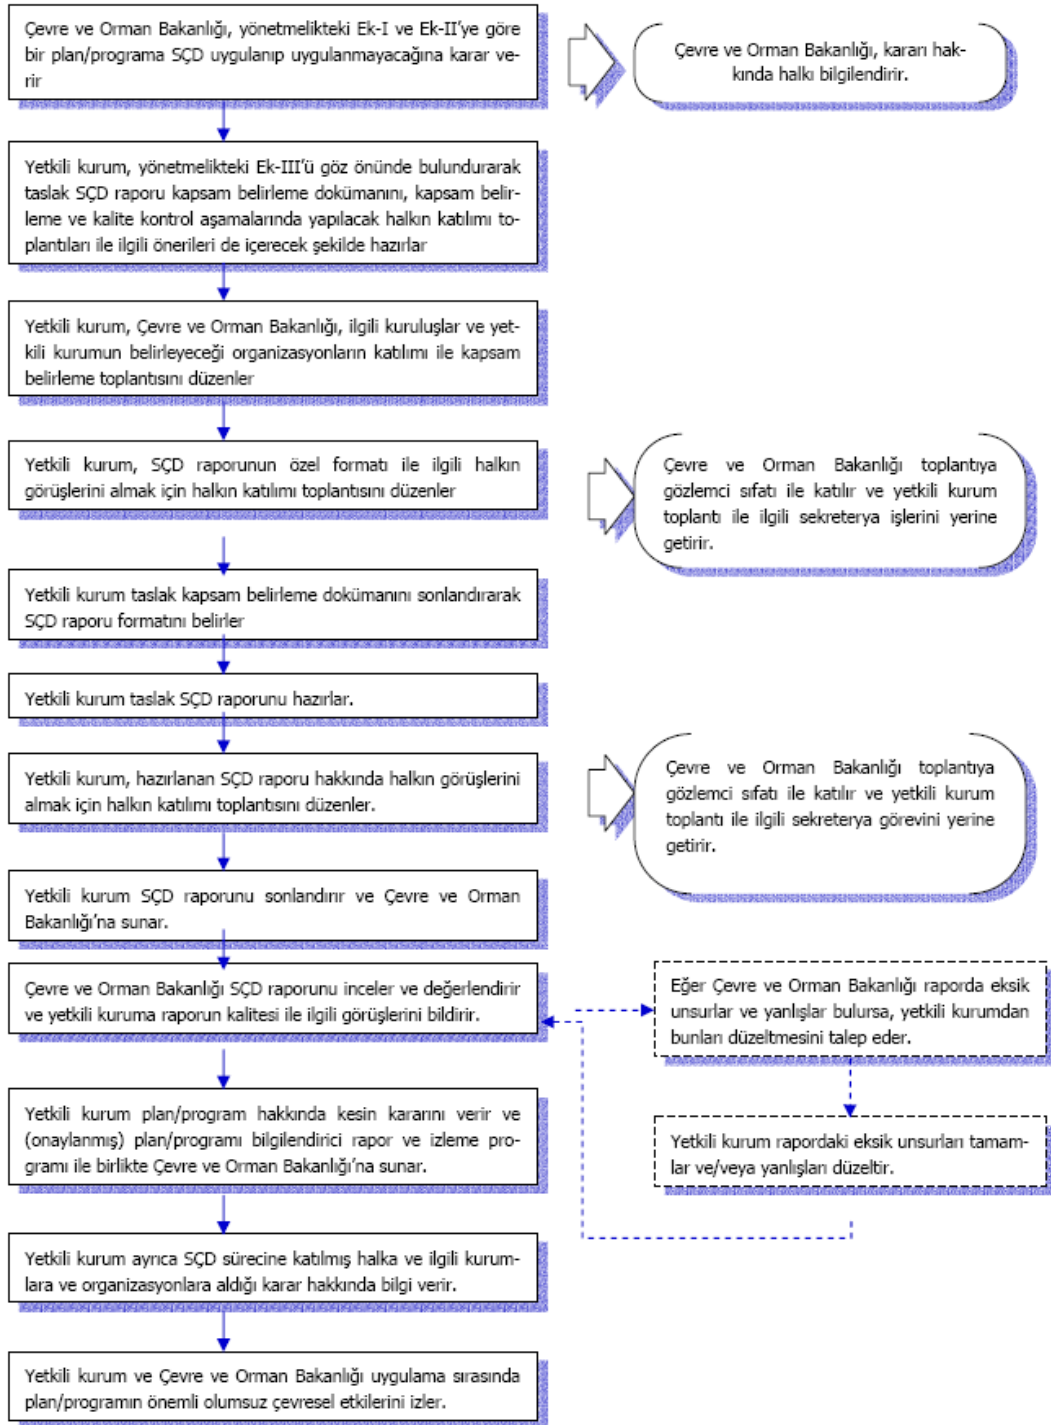 Çevre ve Orman Bakanlığı, yönetmelikteki Ek-I ve Ek-II'ye göre
bir plan/programa SÇD uygulanıp uygulanmayacağına karar ve-
rir
Çevre ve Orman Bakanlığı, kararı hak-
kında halkı bilgilendirir.
Yetkili kurum, yönetmelikteki Ek-III'ü göz önünde bulundurarak
taslak SÇD raporu kapsam belirleme dokümanını, kapsam belir-
leme ve kalite kontrol aşamalarında yapılacak halkın katılımı to-
plantıları ile ilgili önerileri de içerecek şekilde hazırlar
Yetkili kurum, Çevre ve Orman Bakanlığı, ilgili kuruluşlar ve yet-
kili kurumun belirleyeceği organizasyonların katılımı ile kapsam
belirleme toplantısını düzenler
Yetkili kurum, SÇD raporunun özel formatı ile ilgili halkın
görüşlerini almak için halkın katılımı toplantısını düzenler
Çevre ve Orman Bakanlığı toplantıya
gözlemci sıfatı ile katılır ve yetkili kurum
toplantı ile ilgili sekreterya işlerini yerine
getirir.
Yetkili kurum taslak kapsam belirleme dokümanını sonlandırarak
SÇD raporu formatını belirler
Yetkili kurum taslak SÇD raporunu hazırlar.
Yetkili kurum, hazırlanan SÇD raporu hakkında halkın görüşlerini
almak için halkın katılımı toplantısını düzenler.
Çevre ve Orman Bakanlığı toplantıya
gözlemci sıfatı ile katılır ve yetkili kurum
toplantı ile ilgili sekreterya görevini yerine
getirir.
Yetkili kurum SÇD raporunu sonlandırır ve Çevre ve Orman
Bakanlığı'na sunar.
Çevre ve Orman Bakanlığı SÇD raporunu inceler ve değerlendirir
ve yetkili kuruma raporun kalitesi ile ilgili görüşlerini bildirir.
Eğer Çevre ve Orman Bakanlığı raporda eksik
unsurlar ve yanlışlar bulursa, yetkili kurumdan
bunları düzeltmesini talep eder.
Yetkili kurum plan/program hakkında kesin kararını verir ve
(onaylanmış) plan/programı bilgilendirici rapor ve izleme pro-
gramı ile birlikte Çevre ve Orman Bakanlığı'na sunar.
Yetkili kurum rapordaki eksik unsurları tamam-
lar ve/veya yanlışları düzeltir.
Yetkili kurum ayrıca SÇD sürecine katılmış halka ve ilgili kurum-
lara ve organizasyonlara aldığı karar hakkında bilgi verir.
Yetkili kurum ve Çevre ve Orman Bakanlığı uygulama sırasında
plan/programın önemli olumsuz çevresel etkilerini izler.